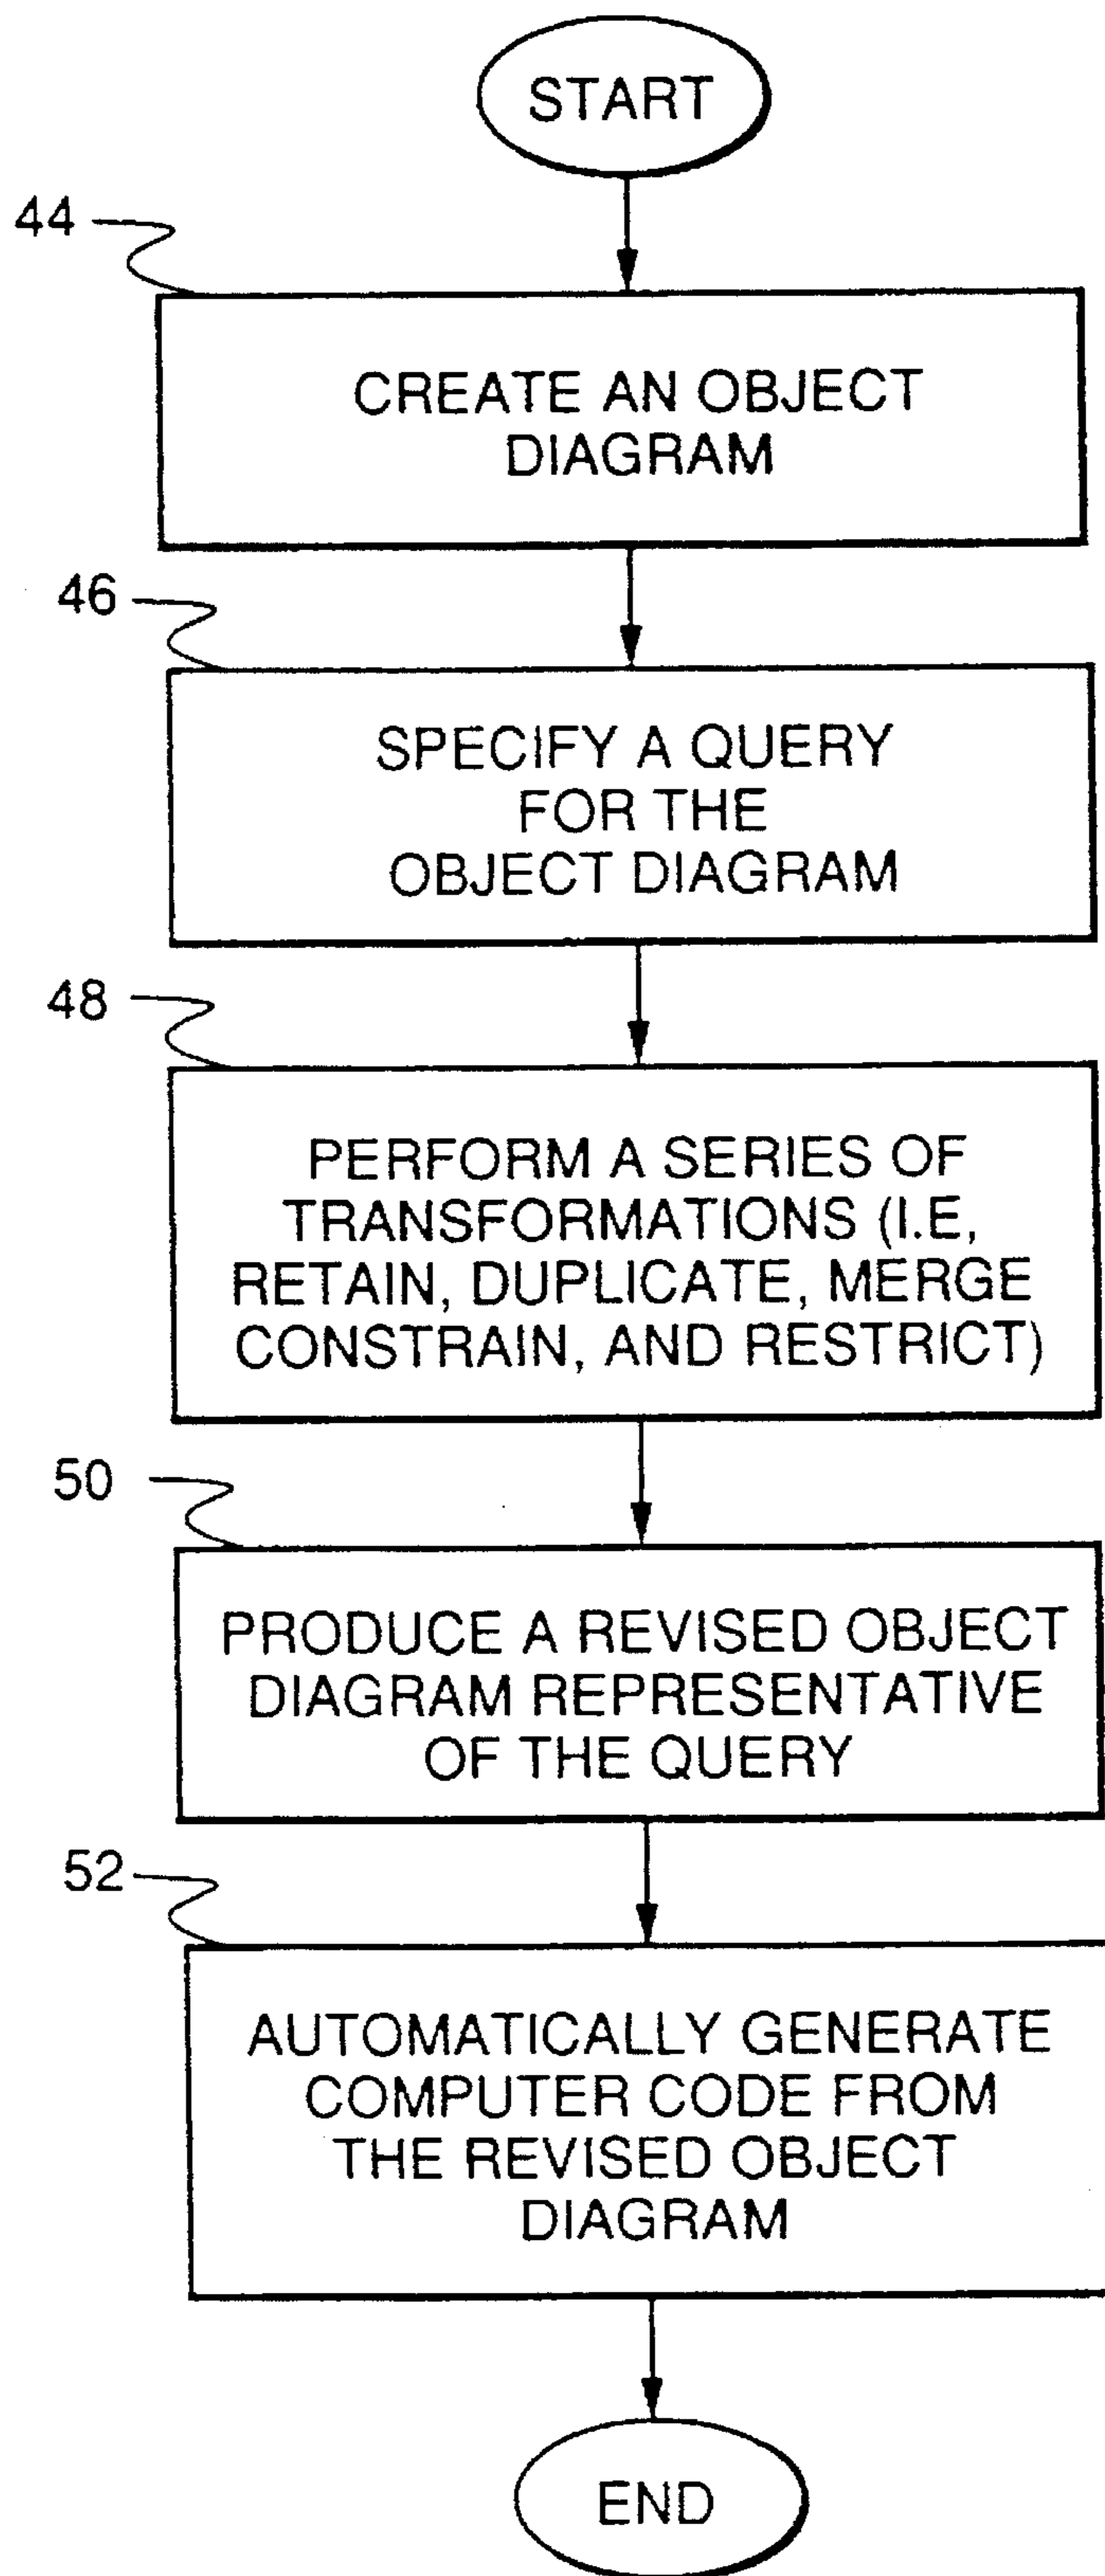 START
44
CREATE AN OBJECT
DIAGRAM
46
SPECIFY A QUERY
FOR THE
OBJECT DIAGRAM
48
PERFORM A SERIES OF
TRANSFORMATIONS (I.E,
RETAIN, DUPLICATE, MERGE
CONSTRAIN, AND RESTRICT)
50
PRODUCE A REVISED OBJECT
DIAGRAM REPRESENTATIVE
OF THE QUERY
52
AUTOMATICALLY GENERATE
COMPUTER CODE FROM
THE REVISED OBJECT
DIAGRAM
END